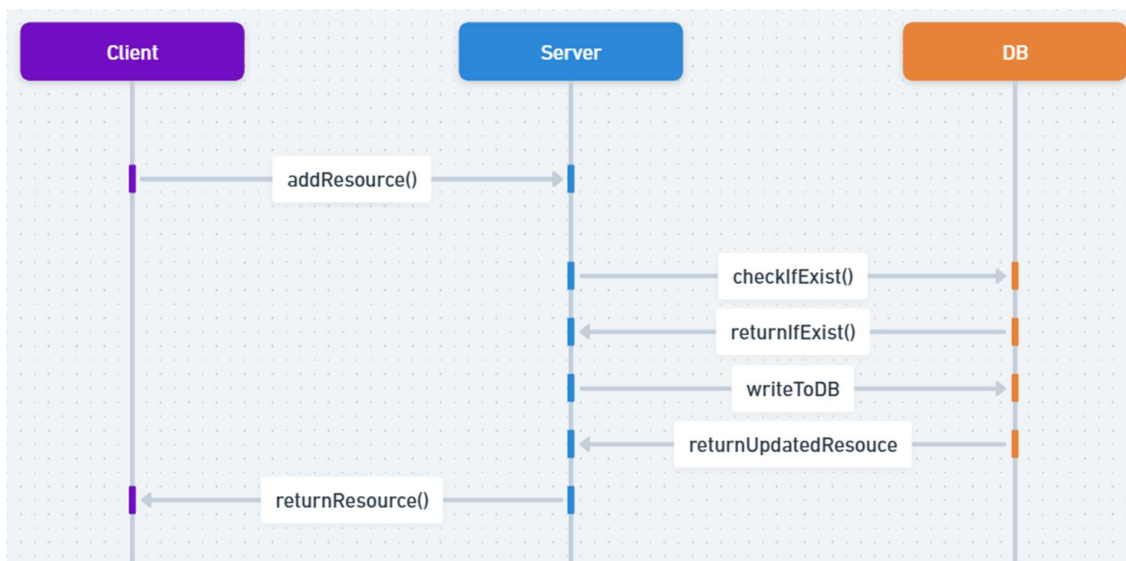 Client
Server
DB
addResource()
checkIfExist()
returnIfExist()
writeToDB
returnUpdatedResouce
returnResource()